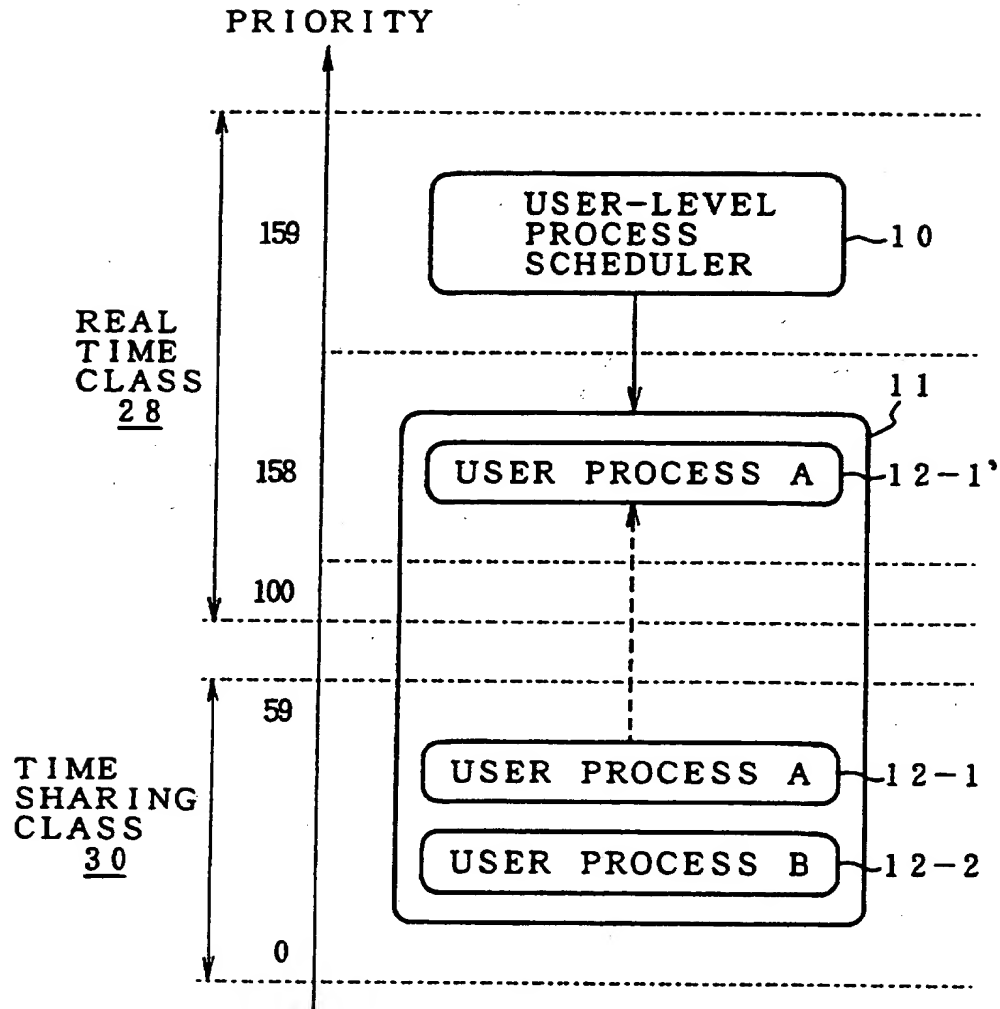 PRIORITY
159
USER-LEVEL
PROCESS
SCHEDULER
10
REAL
TIME
CLASS
28
11
158
USER PROCESS A
12-1'
100
59
TIME
SHARING
CLASS
30
USER PROCESS A
12-1
USER PROCESS B
12-2
0